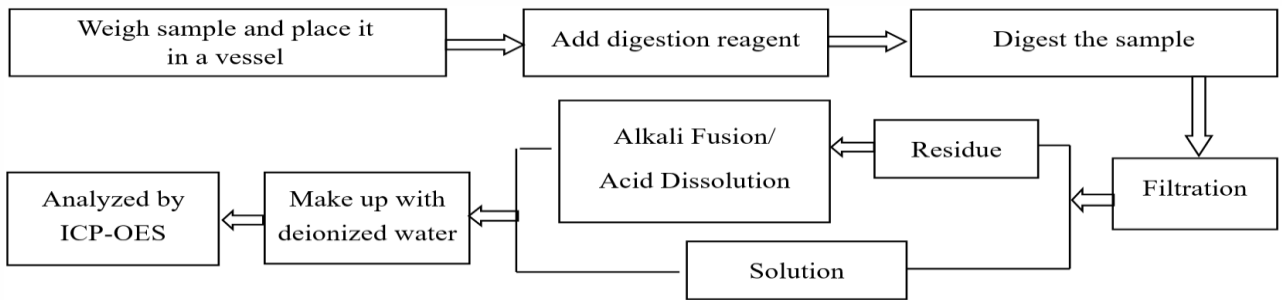 Weigh sample and place it
in a vessel
Add digestion reagent
Digest the sample
Filtration
Residue
Alkali Fusion/
Acid Dissolution
Solution
Make up with
deionized water
Analyzed by
ICP-OES